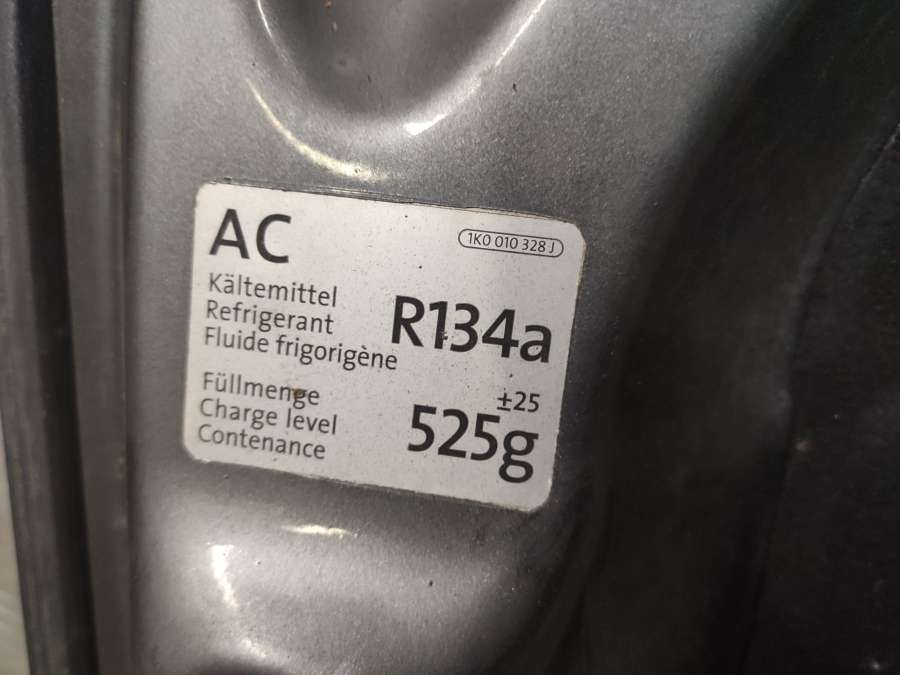 AC
1K0 010 328 J
Kältemittel
Refrigerant
Fluide frigorigène
R134a
Füllmenge
Charge level
Contenance
±25
525g